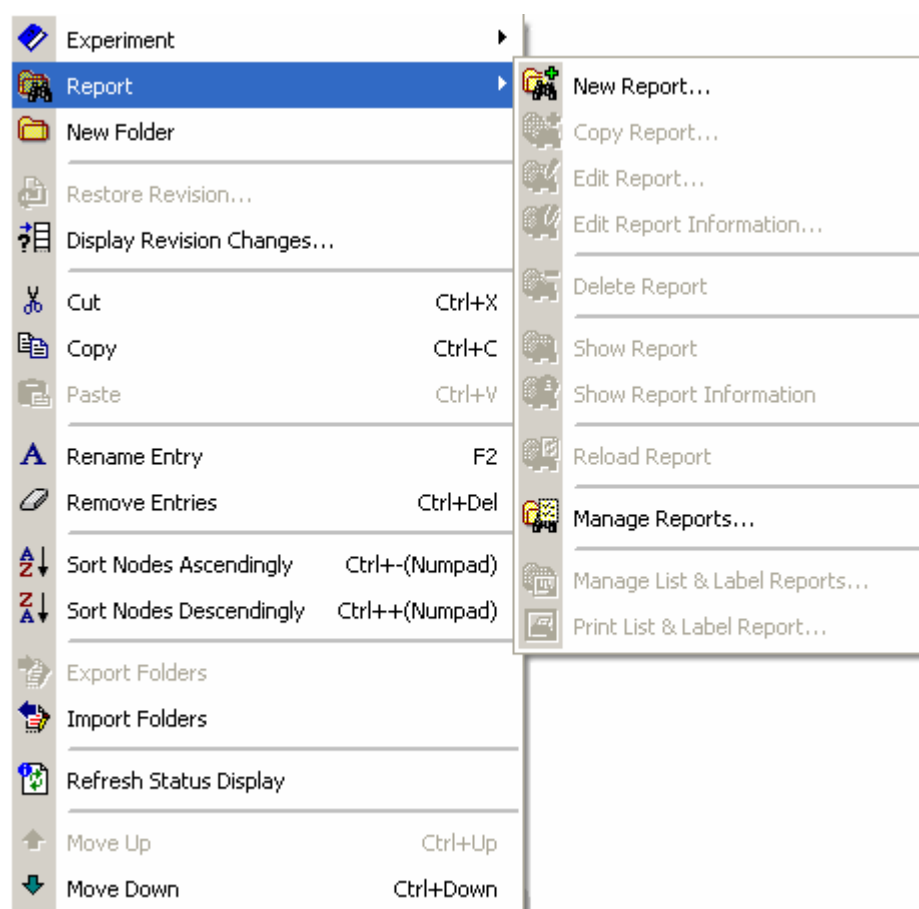 Experiment
Report
New Folder
Restore Revision...
Display Revision Changes...
Cut Ctrl+X
Copy Ctrl+C
Paste Ctrl+V
Rename Entry F2
Remove Entries Ctrl+Del
Sort Nodes Ascendingly Ctrl+-(Numpad)
Sort Nodes Descendingly Ctrl++(Numpad)
Export Folders
Import Folders
Refresh Status Display
Move Up Ctrl+Up
Move Down Ctrl+Down
New Report...
Copy Report...
Edit Report...
Edit Report Information...
Delete Report
Show Report
Show Report Information
Reload Report
Manage Reports...
Manage List & Label Reports...
Print List & Label Report...